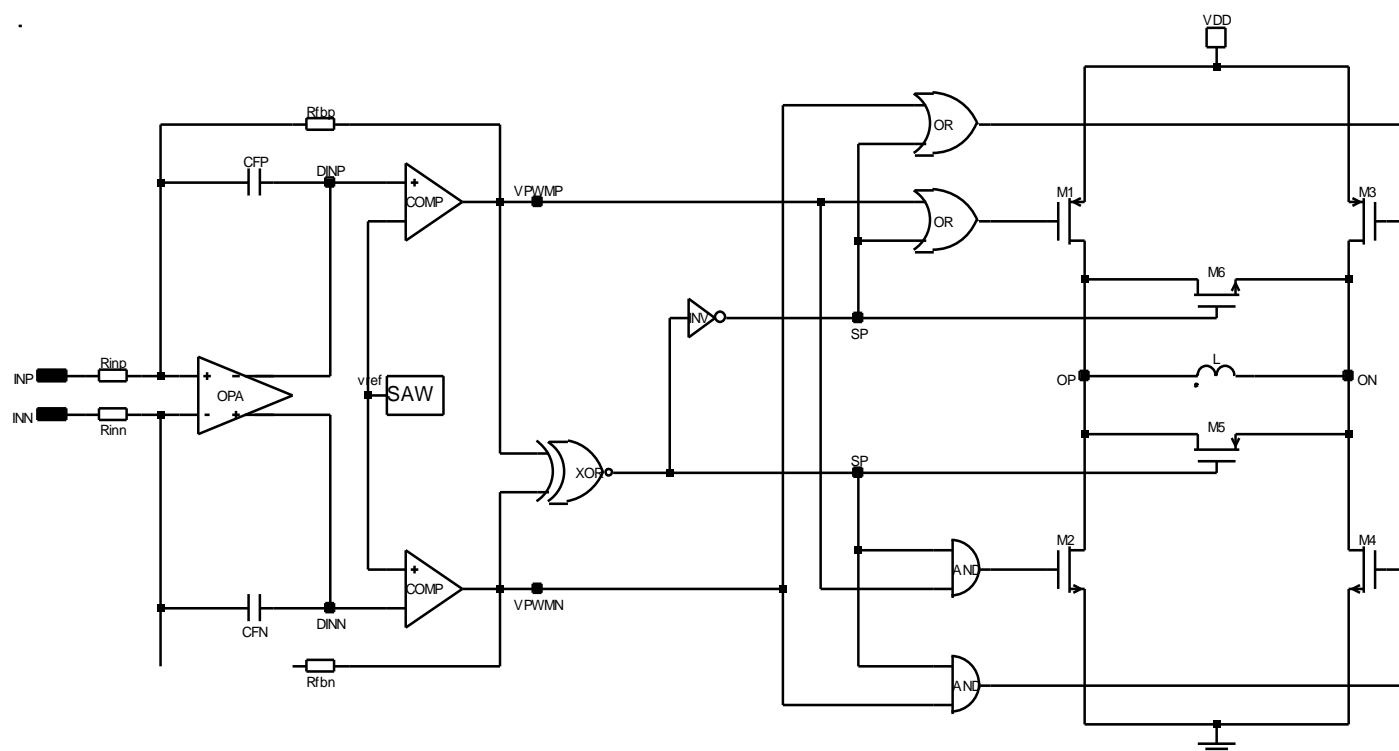 VDD
Rfbp
OR
CFP
DINP
COMP
VPWMP
OR
M1
M3
M6
INV
SP
Rinp
INP
OPA
vref
SAW
L
OP
ON
INN
Rinn
M5
XOR
SP
COMP
AND
M2
M4
CFN
DINN
VPWMN
Rfbn
AND